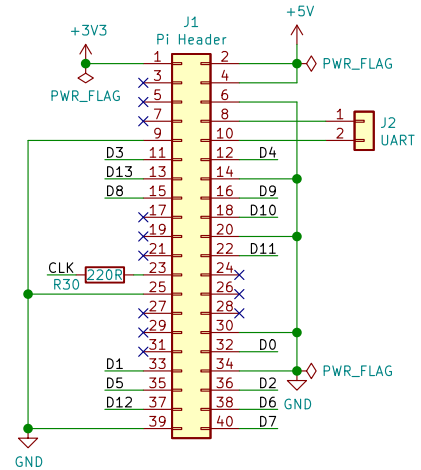 J1
Pi Header
+5V
+3V3
PWR_FLAG
PWR_FLAG
1 2
3 4
5 6
7 8 1 J2
9 10 2 UART
D3 11 12 D4
D13 13 14
D8 15 16 D9
17 18 D10
19 20
21 22 D11
CLK 220R 23 24
R30 25 26
27 28
29 30
31 32 D0
D1 33 34 PWR_FLAG
D5 35 36 D2
GND
D12 37 38 D6
39 40 D7
GND